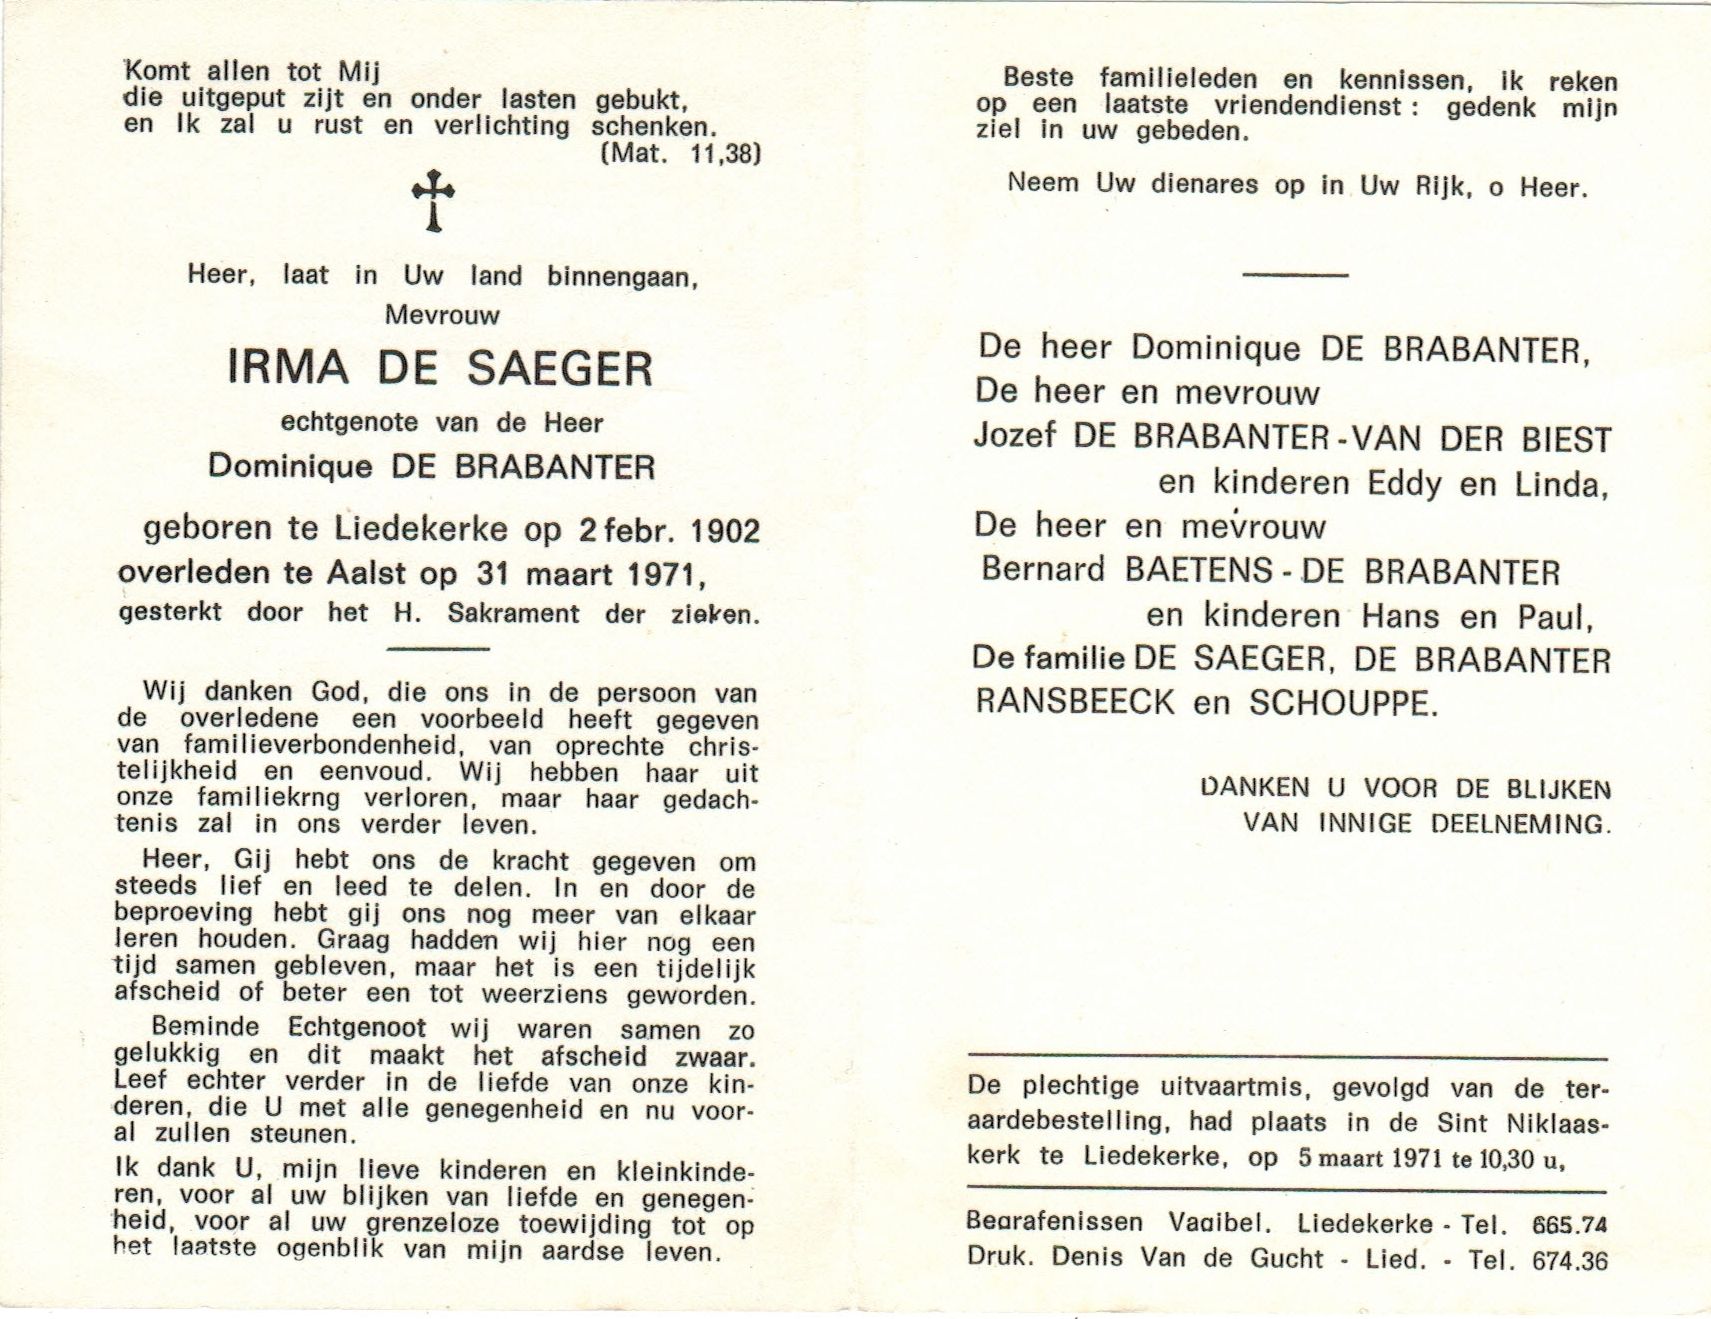 Komt allen tot Mij
die uitgeput zijt en onder lasten gebukt,
en Ik zal u rust en verlichting schenken.
(Mat. 11,38)
Heer, laat in Uw land binnengaan,
Mevrouw
IRMA DE SAEGER
echtgenote van de Heer
Dominique DE BRABANTER
geboren te Liedekerke op 2 febr. 1902
overleden te Aalst op 31 maart 1971,
gesterkt door het H. Sakrament der zieken.
Wij danken God, die ons in de persoon van
de overledene een voorbeeld heeft gegeven
van familieverbondenheid, van oprechte chris-
telijkheid en eenvoud. Wij hebben haar uit
onze familiekrng verloren, maar haar gedach-
tenis zal in ons verder leven.
Heer, Gij hebt ons de kracht gegeven om
steeds lief en leed te delen. In en door de
beproeving hebt gij ons nog meer van elkaar
leren houden. Graag hadden wij hier nog een
tijd samen gebleven, maar het is een tijdelijk
afscheid of beter een tot weerziens geworden.
Beminde Echtgenoot wij waren samen zo
gelukkig en dit maakt het afscheid zwaar.
Leef echter verder in de liefde van onze kin-
deren, die U met alle genegenheid en nu voor-
al zullen steunen.
Ik dank U, mijn lieve kinderen en kleinkinde-
ren, voor al uw blijken van liefde en genegen-
heid, voor al uw grenzeloze toewijding tot op
het laatste ogenblik van mijn aardse leven.
Beste familieleden en kennissen, ik reken
op een laatste vriendendienst : gedenk mijn
ziel in uw gebeden.
Neem Uw dienares op in Uw Rijk, o Heer.
De heer Dominique DE BRABANTER,
De heer en mevrouw
Jozef DE BRABANTER - VAN DER BIEST
en kinderen Eddy en Linda,
De heer en mevrouw
Bernard BAETENS - DE BRABANTER
en kinderen Hans en Paul,
De familie DE SAEGER, DE BRABANTER
RANSBEECK en SCHOUPPE.
DANKEN U VOOR DE BLIJKEN
VAN INNIGE DEELNEMING.
De plechtige uitvaartmis, gevolgd van de ter-
aardebestelling, had plaats in de Sint Niklaas-
kerk te Liedekerke, op 5 maart 1971 te 10,30 u,
Begrafenissen Vagibel. Liedekerke - Tel. 665.74
Druk. Denis Van de Gucht - Lied. - Tel. 674.36